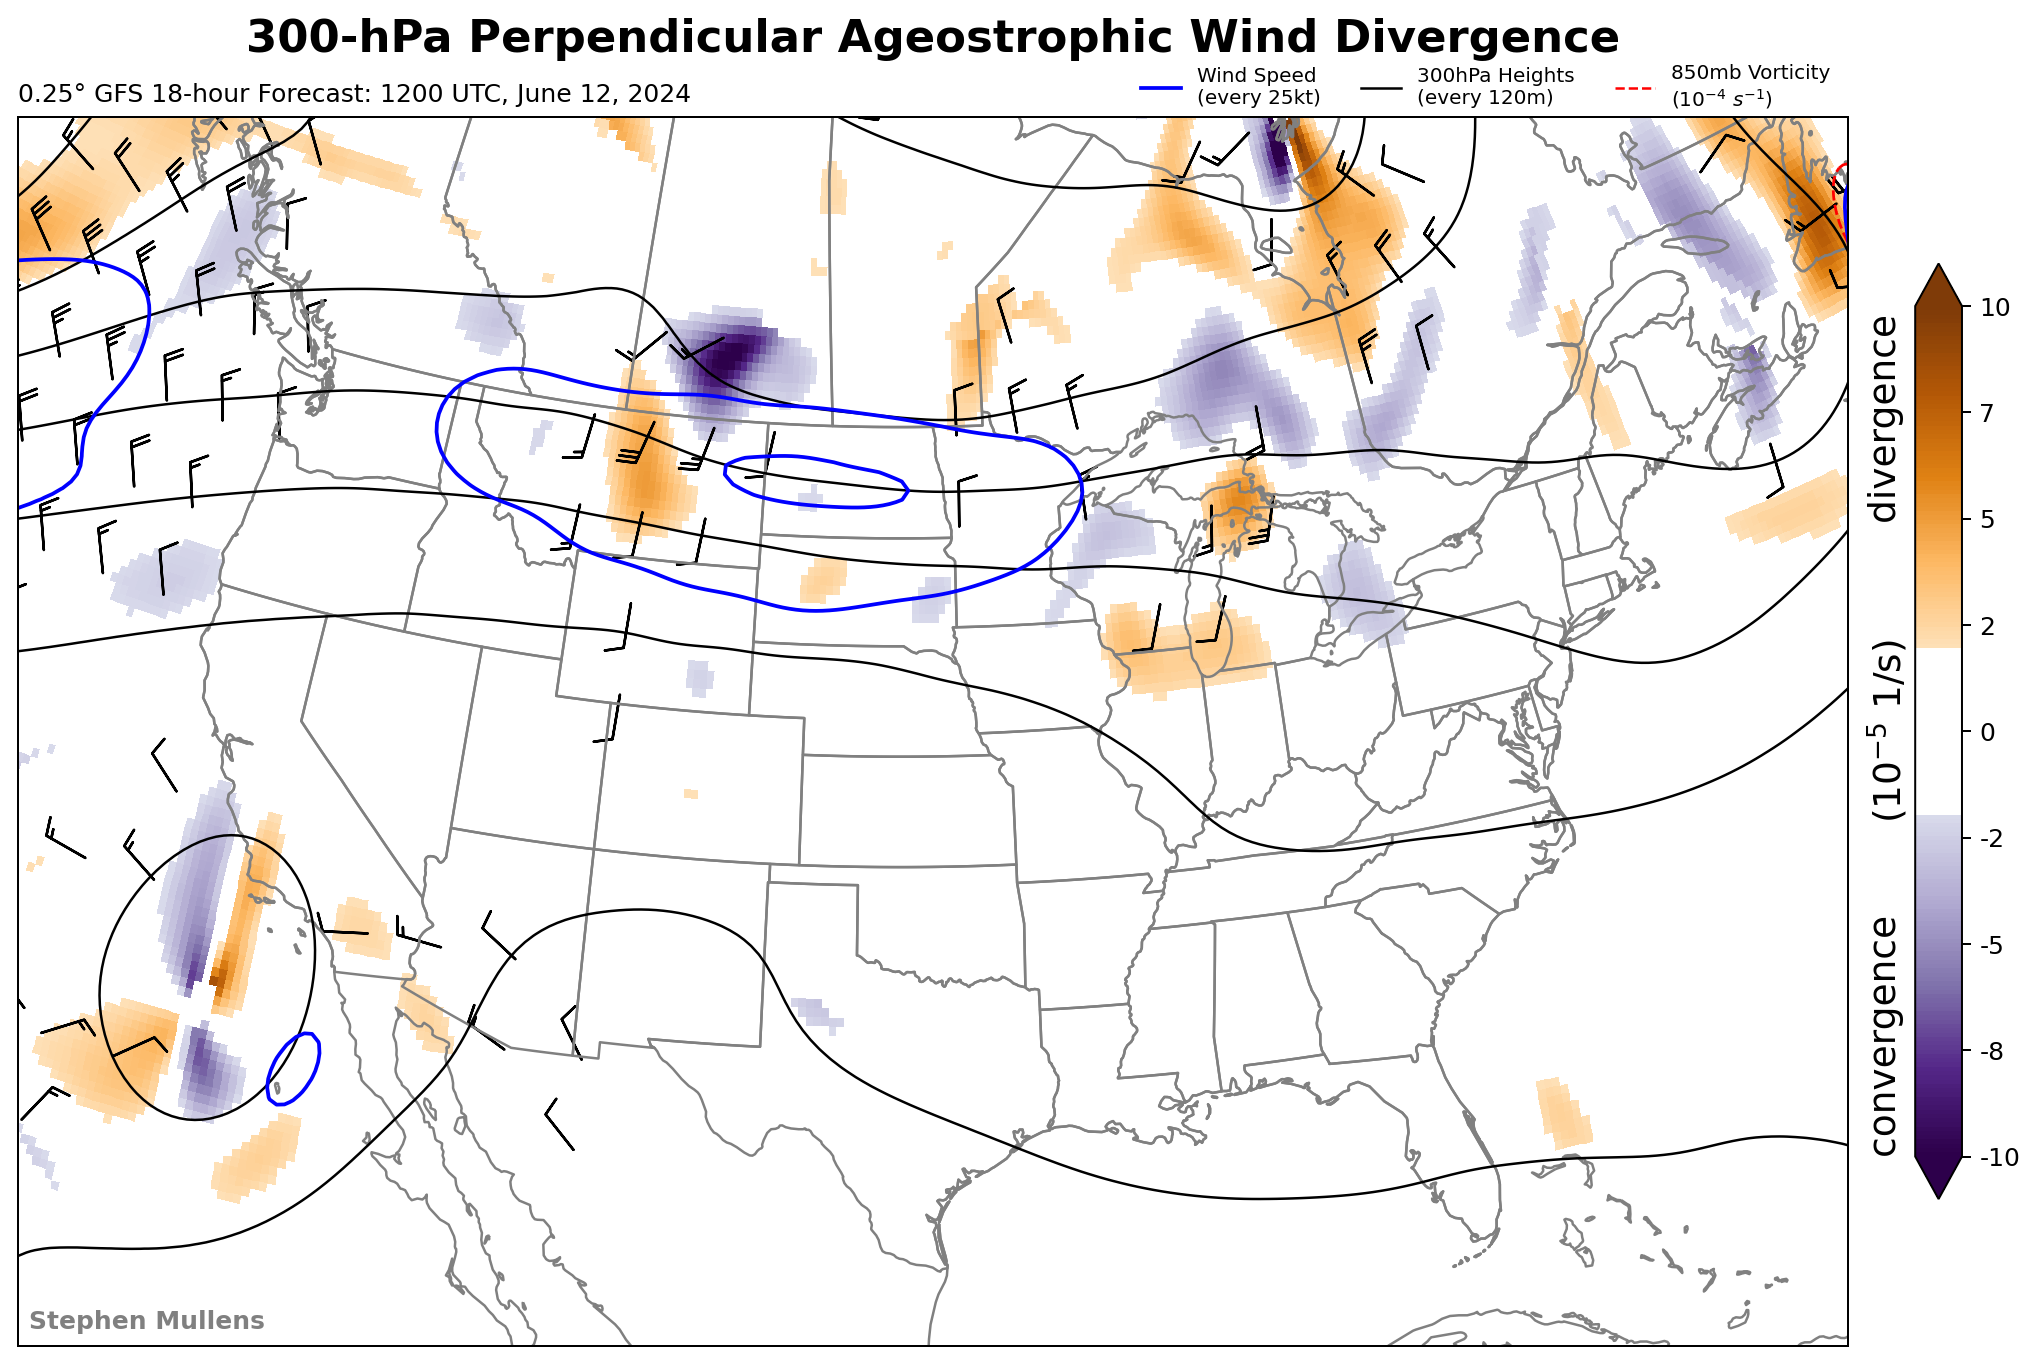 300-hPa Perpendicular Ageostrophic Wind Divergence
0.25° GFS 18-hour Forecast: 1200 UTC, June 12, 2024
Wind Speed
(every 25kt)
300hPa Heights
(every 120m)
850mb Vorticity
(10⁻⁴ s⁻¹)
10
7
5
2
0
-2
-5
-8
-10
convergence (10⁻⁵ 1/s) divergence
Stephen Mullens